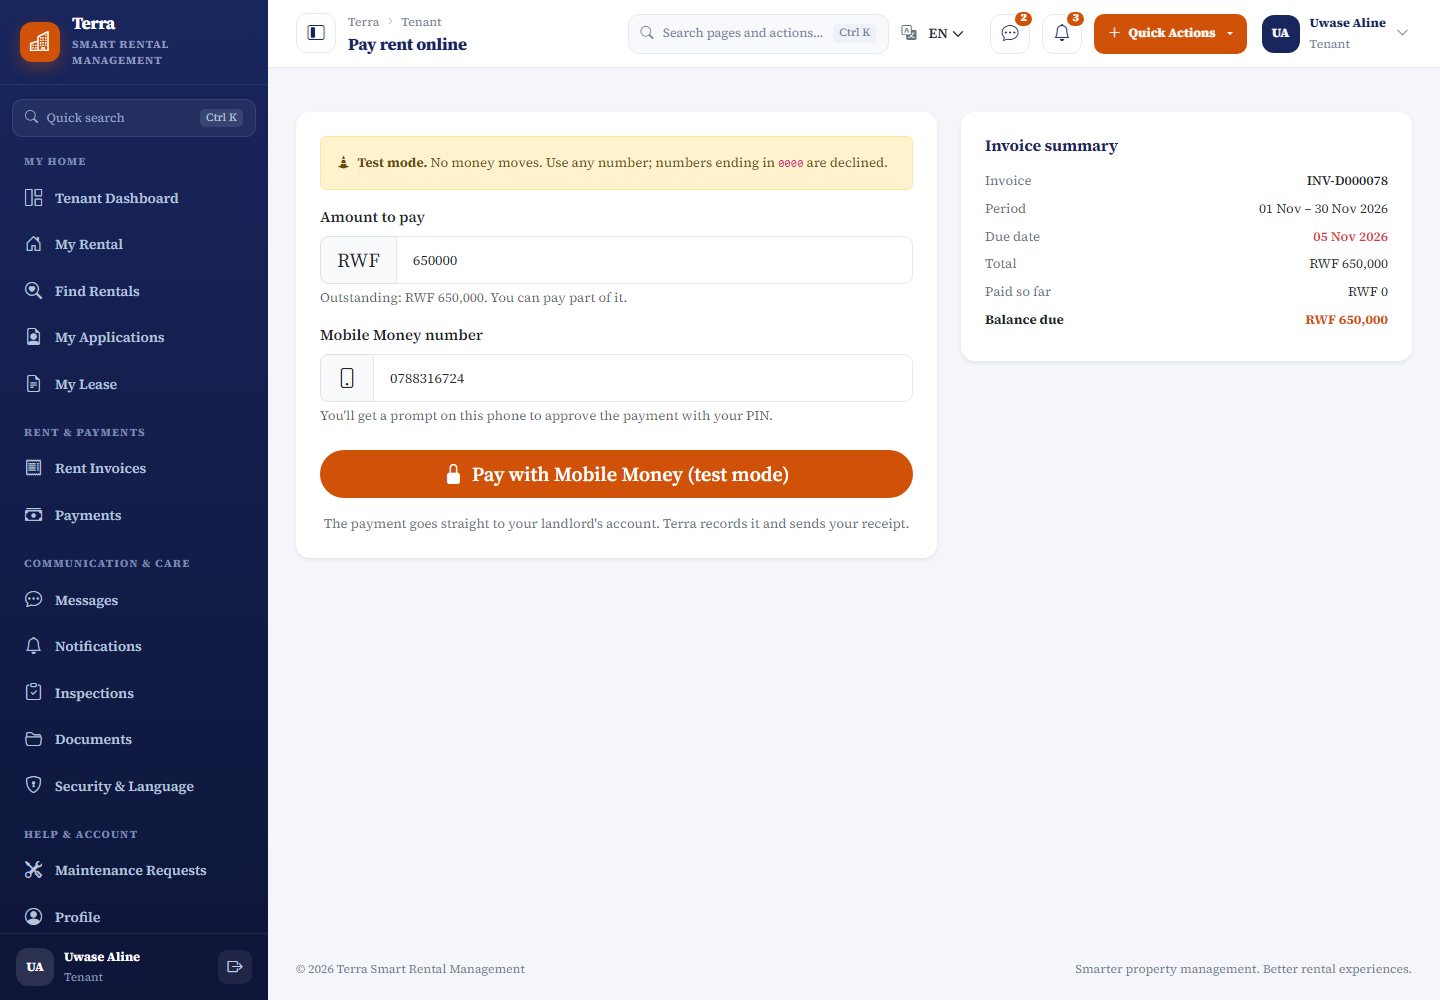 Terra
SMART RENTAL
MANAGEMENT
Quick search
Ctrl K
MY HOME
Tenant Dashboard
My Rental
Find Rentals
My Applications
My Lease
RENT & PAYMENTS
Rent Invoices
Payments
COMMUNICATION & CARE
Messages
Notifications
Inspections
Documents
Security & Language
HELP & ACCOUNT
Maintenance Requests
Profile
UA
Uwase Aline
Tenant
Terra > Tenant
Pay rent online
Search pages and actions...
Ctrl K
EN
2
3
+ Quick Actions
UA
Uwase Aline
Tenant
Test mode. No money moves. Use any number; numbers ending in 0000 are declined.
Amount to pay
RWF 650000
Outstanding: RWF 650,000. You can pay part of it.
Mobile Money number
0788316724
You'll get a prompt on this phone to approve the payment with your PIN.
Pay with Mobile Money (test mode)
The payment goes straight to your landlord's account. Terra records it and sends your receipt.
Invoice summary
Invoice INV-D000078
Period 01 Nov – 30 Nov 2026
Due date 05 Nov 2026
Total RWF 650,000
Paid so far RWF 0
Balance due RWF 650,000
© 2026 Terra Smart Rental Management
Smarter property management. Better rental experiences.